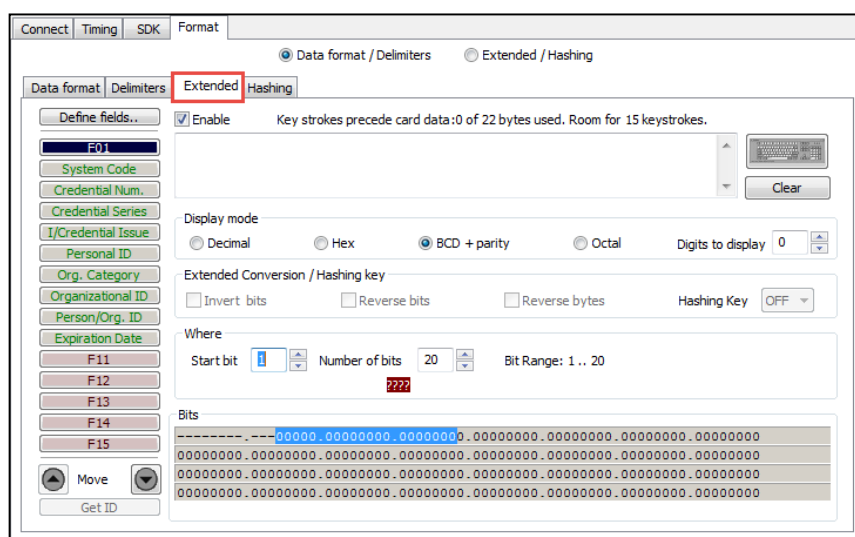 Connect Timing SDK Format
Data format / Delimiters Extended / Hashing
Data format Delimiters Extended Hashing
Define fields..
Enable Key strokes precede card data:0 of 22 bytes used. Room for 15 keystrokes.
F01
System Code
Credential Num.
Clear
Credential Series
Display mode
I/Credential Issue
Decimal Hex BCD + parity Octal Digits to display 0
Personal ID
Org. Category
Extended Conversion / Hashing key
Organizational ID
Invert bits Reverse bits Reverse bytes Hashing Key OFF
Person/Org. ID
Expiration Date
Where
F11
Start bit 1 Number of bits 20 Bit Range: 1 .. 20
F12
????
F13
F14
Bits
F15
--------.---00000.00000000.00000000.00000000.00000000.00000000.00000000
00000000.00000000.00000000.00000000.00000000.00000000.00000000.00000000
00000000.00000000.00000000.00000000.00000000.00000000.00000000.00000000
00000000.00000000.00000000.00000000.00000000.00000000.00000000.00000000
Move
Get ID